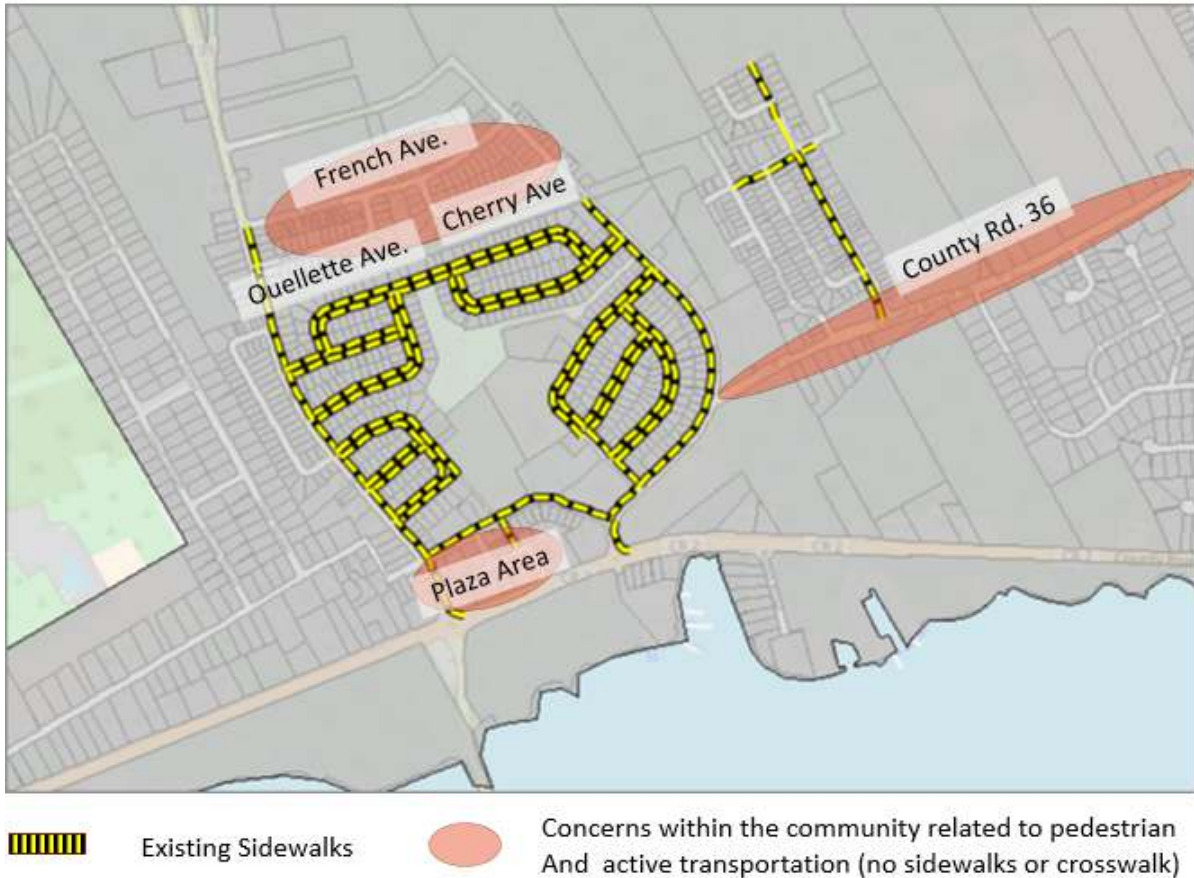 French Ave.
Cherry Ave
Ouellette Ave.
County Rd. 36
Plaza Area
Existing Sidewalks
Concerns within the community related to pedestrian
And active transportation (no sidewalks or crosswalk)